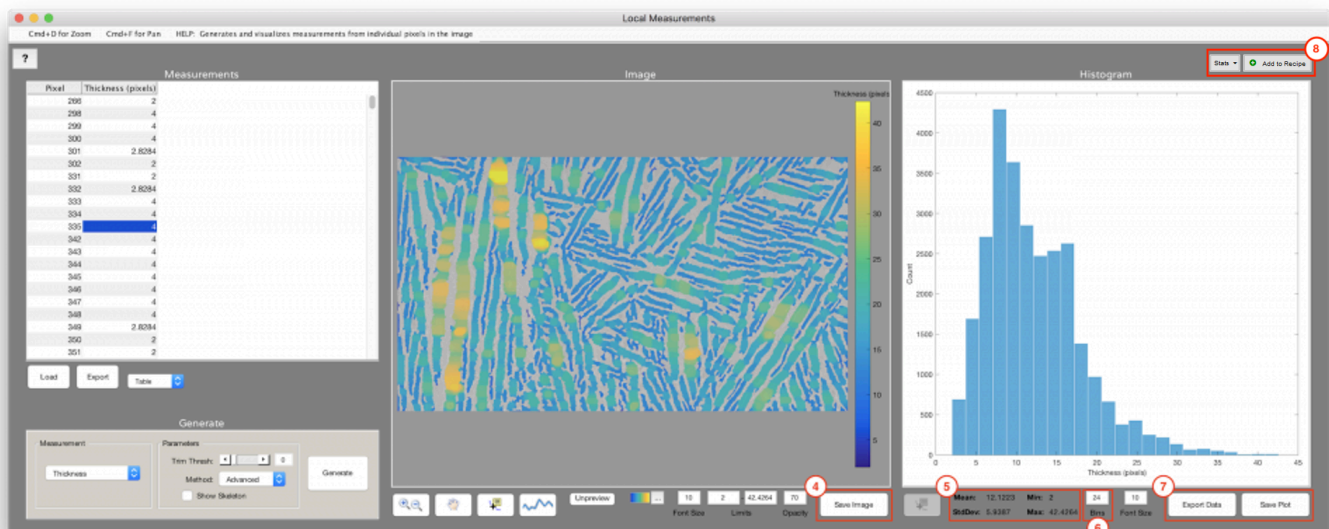 Local Measurements
Cmd+D for Zoom Cmd+F for Pan HELP: Generates and visualizes measurements from individual pixels in the image
?
8
Stats
Add to Recipe
Measurements
Pixel Thickness (pixels)
286 2
298 4
299 4
300 4
301 2.8284
302 2
331 2
332 2.8284
333 4
334 4
335 4
342 4
343 4
344 4
345 4
346 4
347 4
348 4
349 2.8284
350 2
351 2
Load
Export
Table
Generate
Measurement
Thickness
Parameters
Trim Thrash: 0
Method: Advanced
Show Skeleton
Generate
Image
Thickness (pixels
40
35
30
25
20
15
10
5
Unpreview
...
10
Font Size
2 42.4264
Limits
70
Opacity
4
Save Image
Histogram
4500
4000
3500
3000
2500
2000
1500
1000
500
0
Count
0 5 10 15 20 25 30 35 40 45
Thickness (pixels)
5
Mean: 12.1223 Min: 2
StdDev: 5.9387 Max: 42.4264
24
Bins
6
10
Font Size
7
Export Data
Save Plot